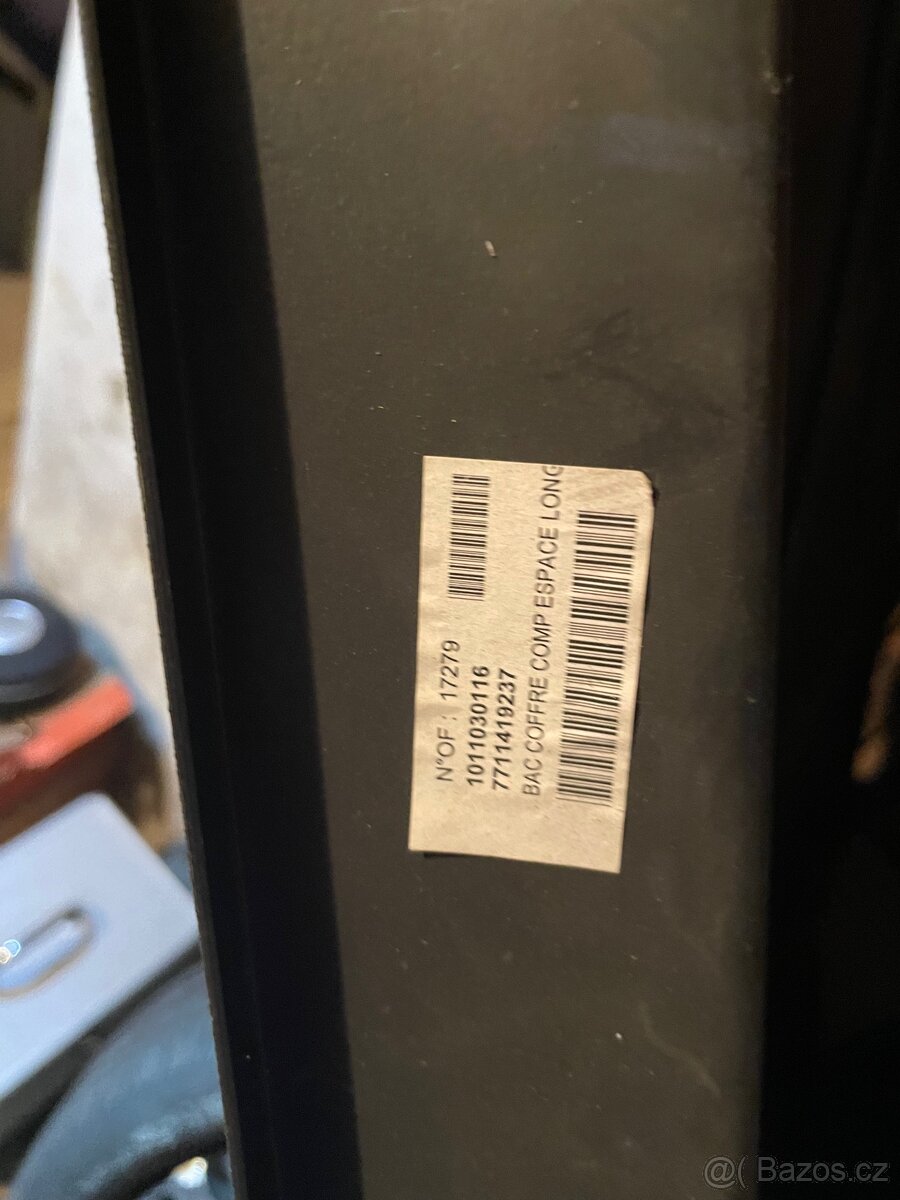 N°OF : 17279
1011030116
7711419237
BAC COFFRE COMP ESPACE LONG
@( Bazos.cz